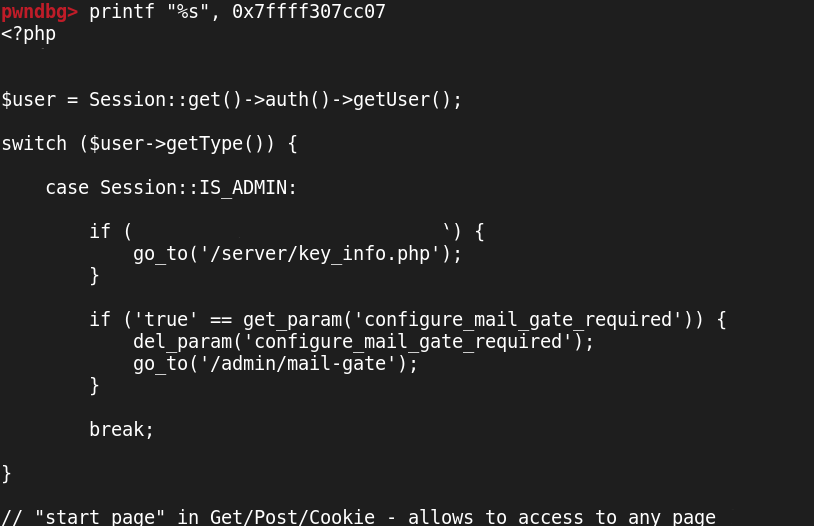 pwndbg> printf "%s", 0x7ffff307cc07
<?php
$user = Session::get()->auth()->getUser();
switch ($user->getType()) {
    case Session::IS_ADMIN:
        if (                            `) {
            go_to('/server/key_info.php');
        }
        if ('true' == get_param('configure_mail_gate_required')) {
            del_param('configure_mail_gate_required');
            go_to('/admin/mail-gate');
        }
        break;
}
// "start page" in Get/Post/Cookie - allows to access to any page